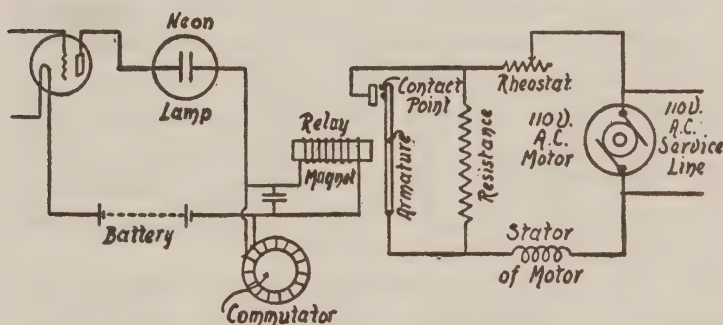 Neon
Lamp
Relay
Magnet
Battery
Commutator
Contact
Point
Armature
Resistance
Rheostat
110V.
A.C.
Motor
110V.
A.C.
Service
Line
Stator
of Motor